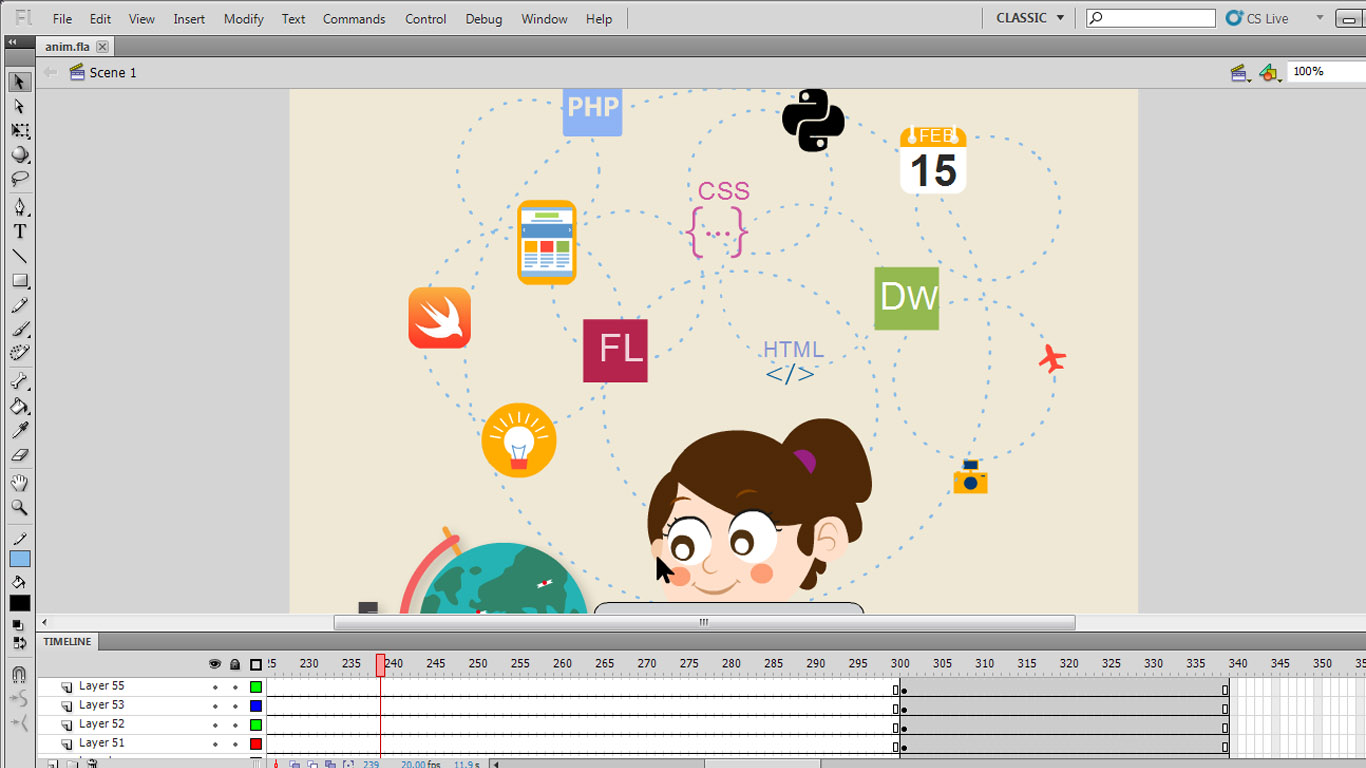 FL File Edit View Insert Modify Text Commands Control Debug Window Help CLASSIC CS Live
anim.fla
Scene 1 100%
PHP
FEB
15
CSS
{...}
DW
FL
HTML
</>
TIMELINE
25 230 235 240 245 250 255 260 265 270 275 280 285 290 295 300 305 310 315 320 325 330 335 340 345 350 35
Layer 55
Layer 53
Layer 52
Layer 51
239 20.00 fps 11.9 s